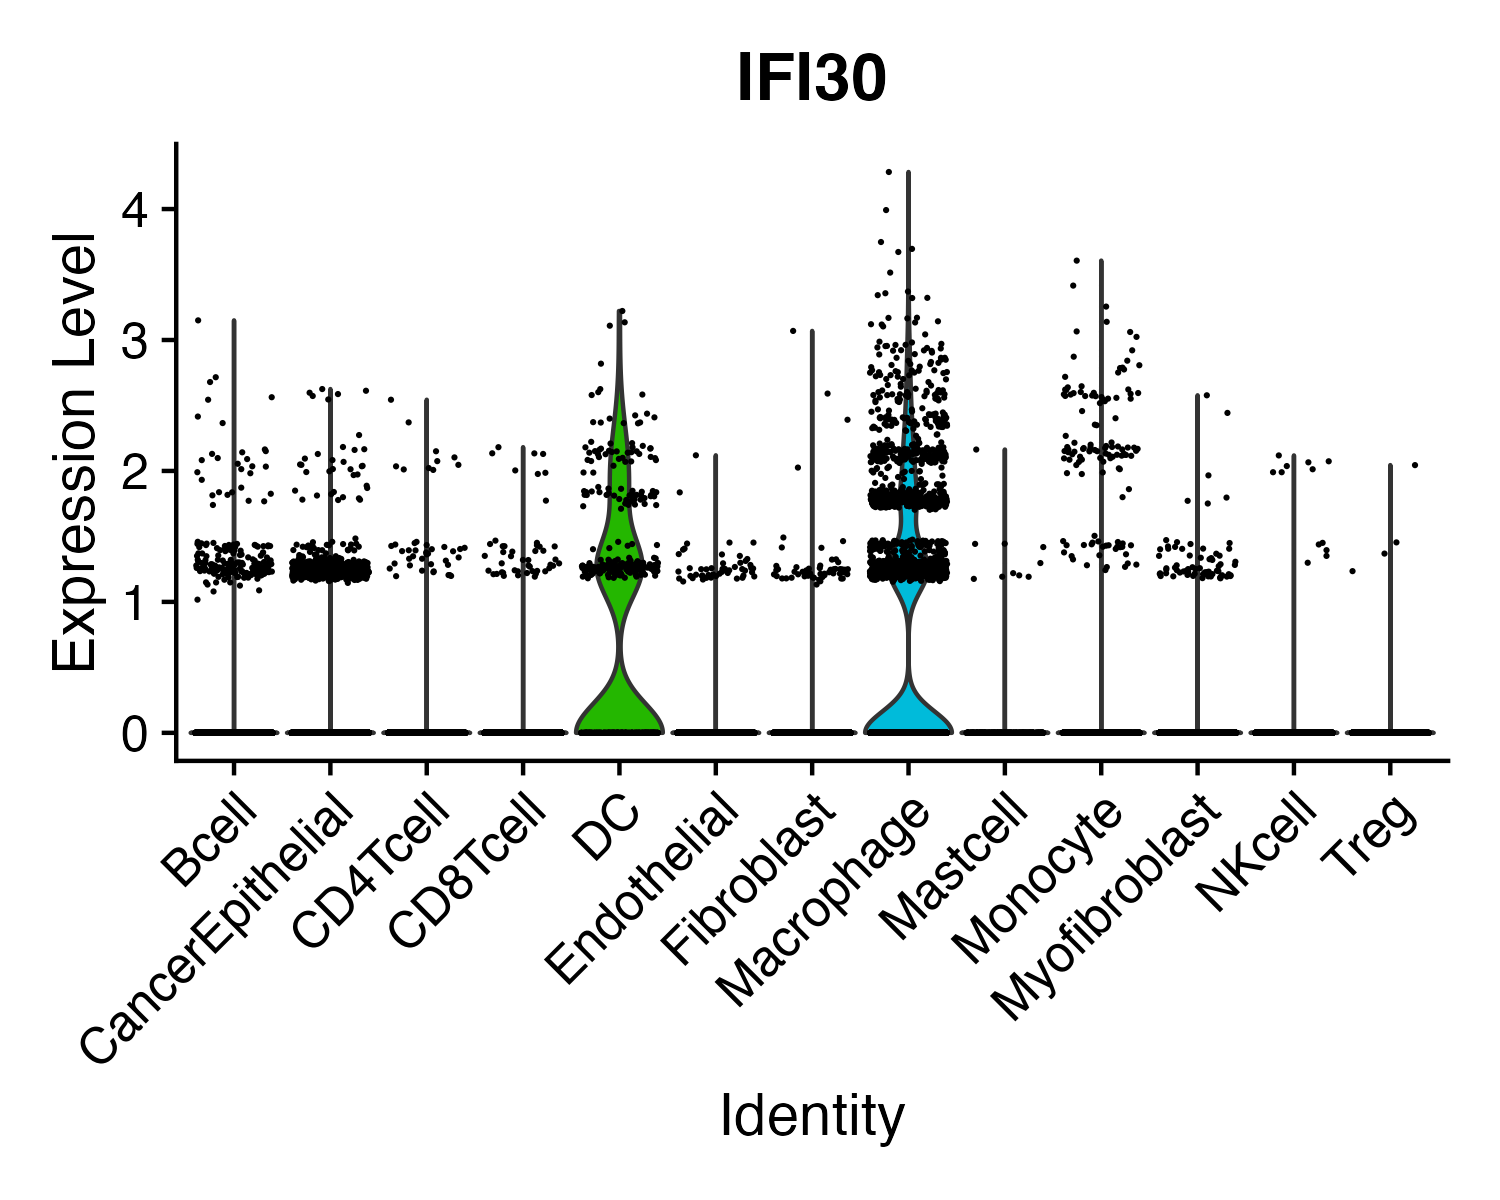 IFI30
Expression Level
4
3
2
1
0
Bcell
CancerEpithelial
CD4Tcell
CD8Tcell
DC
Endothelial
Fibroblast
Macrophage
Mastcell
Monocyte
Myofibroblast
NKcell
Treg
Identity